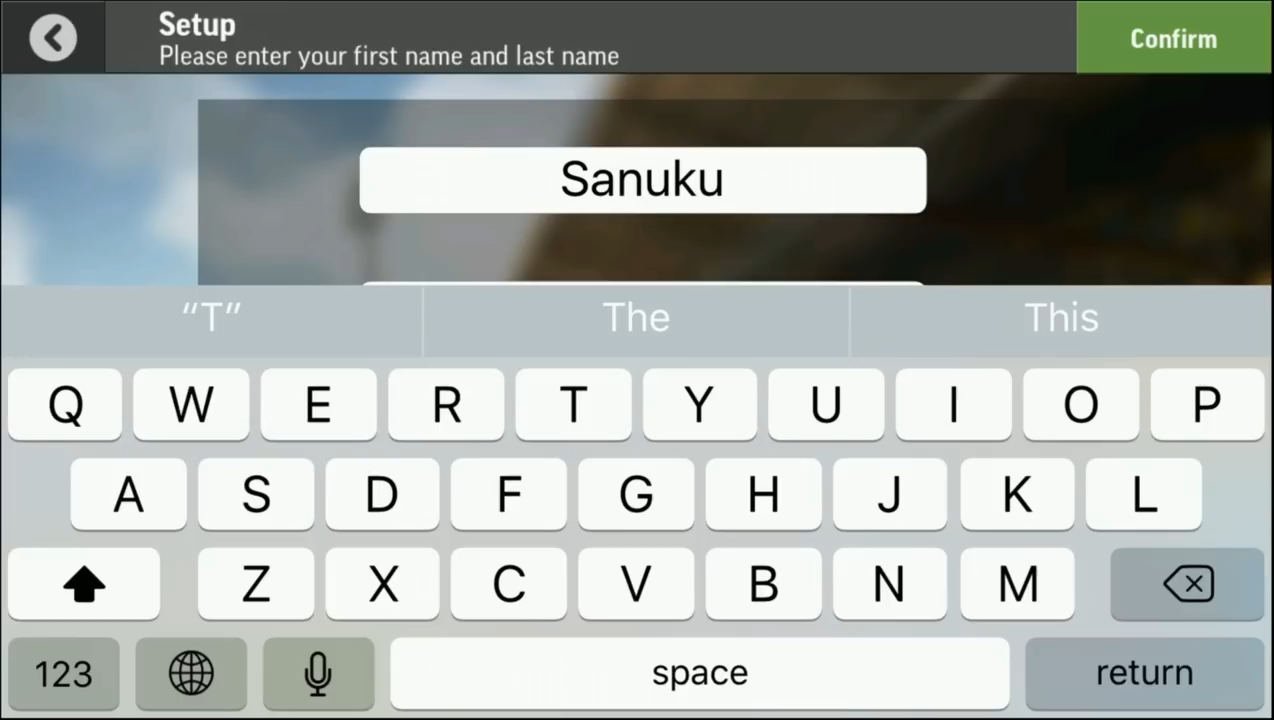 Setup
Please enter your first name and last name
Confirm
Sanuku
“T” The This
Q W E R T Y U I O P
A S D F G H J K L
Z X C V B N M
123 space return